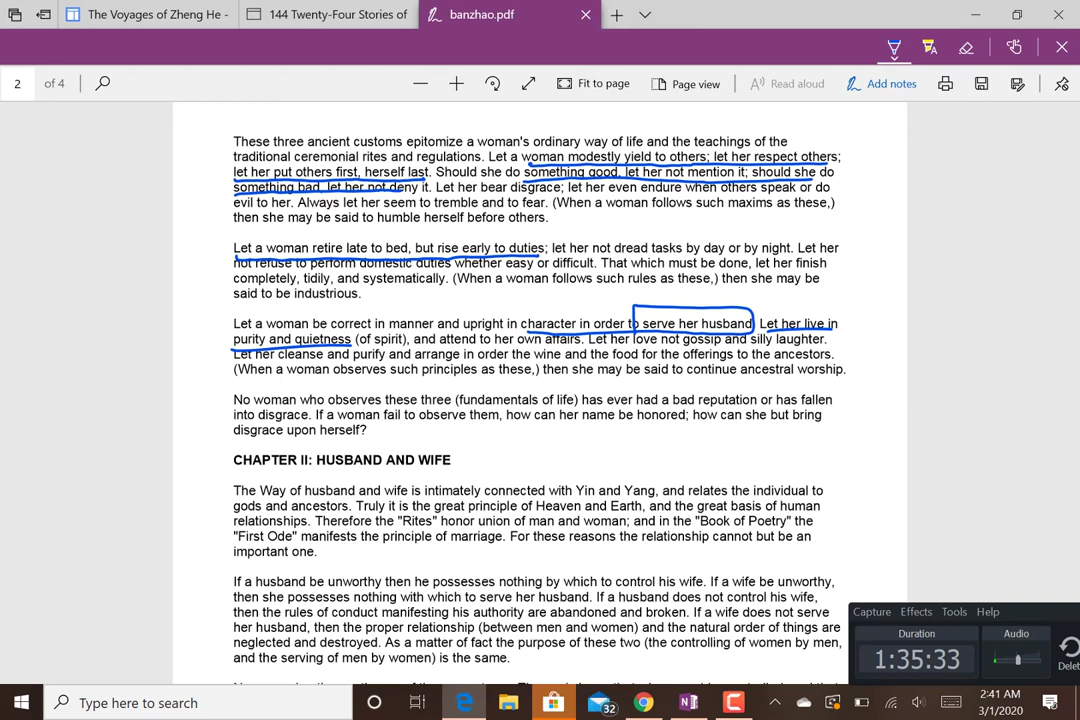 The Voyages of Zheng He -
144 Twenty-Four Stories of
banzhao.pdf
2 of 4
Fit to page
Page view
Read aloud
Add notes
These three ancient customs epitomize a woman's ordinary way of life and the teachings of the
traditional ceremonial rites and regulations. Let a woman modestly yield to others; let her respect others;
let her put others first, herself last. Should she do something good, let her not mention it; should she do
something bad, let her not deny it. Let her bear disgrace; let her even endure when others speak or do
evil to her. Always let her seem to tremble and to fear. (When a woman follows such maxims as these,)
then she may be said to humble herself before others.
Let a woman retire late to bed, but rise early to duties; let her not dread tasks by day or by night. Let her
not refuse to perform domestic duties whether easy or difficult. That which must be done, let her finish
completely, tidily, and systematically. (When a woman follows such rules as these,) then she may be
said to be industrious.
Let a woman be correct in manner and upright in character in order to serve her husband. Let her live in
purity and quietness (of spirit), and attend to her own affairs. Let her love not gossip and silly laughter.
Let her cleanse and purify and arrange in order the wine and the food for the offerings to the ancestors.
(When a woman observes such principles as these,) then she may be said to continue ancestral worship.
No woman who observes these three (fundamentals of life) has ever had a bad reputation or has fallen
into disgrace. If a woman fail to observe them, how can her name be honored; how can she but bring
disgrace upon herself?
CHAPTER II: HUSBAND AND WIFE
The Way of husband and wife is intimately connected with Yin and Yang, and relates the individual to
gods and ancestors. Truly it is the great principle of Heaven and Earth, and the great basis of human
relationships. Therefore the "Rites" honor union of man and woman; and in the "Book of Poetry" the
"First Ode" manifests the principle of marriage. For these reasons the relationship cannot but be an
important one.
If a husband be unworthy then he possesses nothing by which to control his wife. If a wife be unworthy,
then she possesses nothing with which to serve her husband. If a husband does not control his wife,
then the rules of conduct manifesting his authority are abandoned and broken. If a wife does not serve
her husband, then the proper relationship (between men and women) and the natural order of things are
neglected and destroyed. As a matter of fact the purpose of these two (the controlling of women by men,
and the serving of men by women) is the same.
Capture Effects Tools Help
Duration
Audio
1:35:33
Delet
Type here to search
32
2:41 AM
3/1/2020